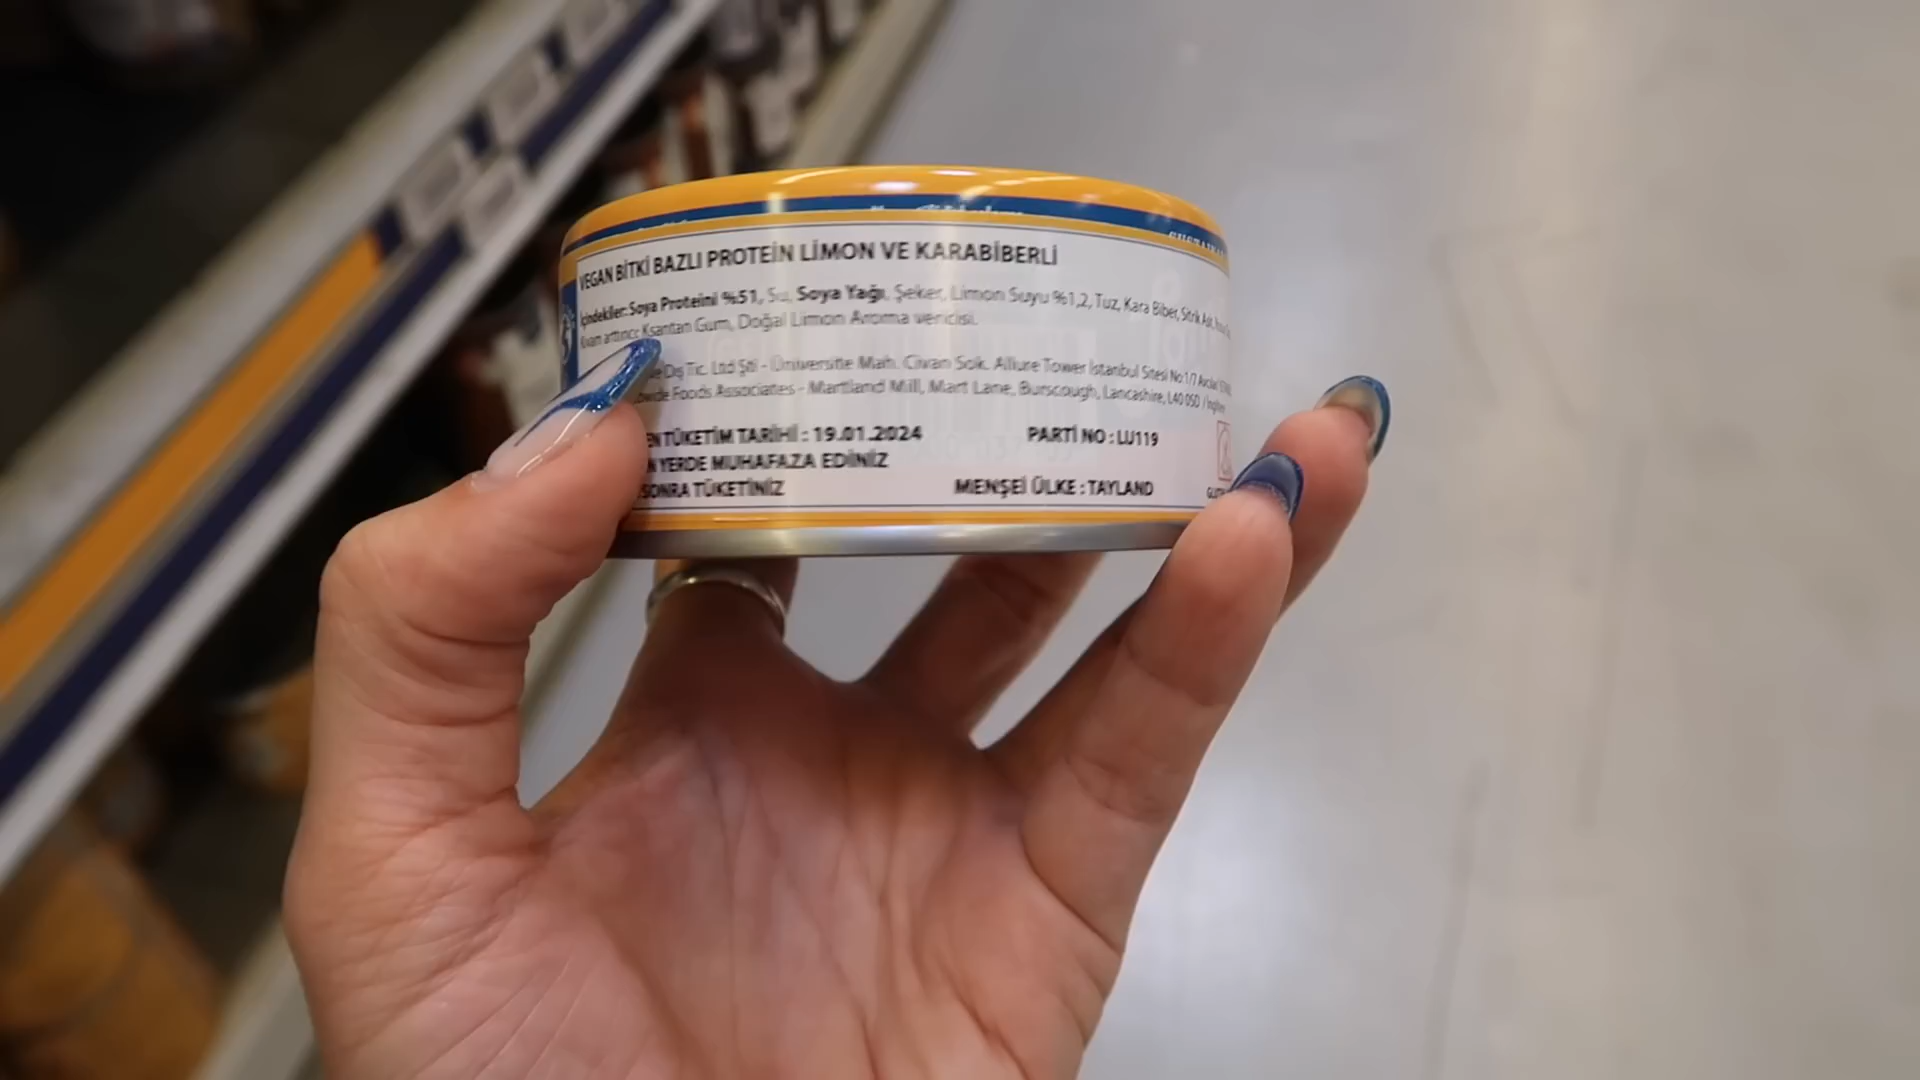 VEGAN BİTKİ BAZLI PROTEİN LİMON VE KARABİBERLİ
İçindekiler: Soya Proteini %51, Su, Soya Yağı, Şeker, Limon Suyu %1,2, Tuz, Kara Biber, Sitrik Asit,
Kıvam arttırıcı: Ksantan Gum, Doğal Limon Aroma vericisi.
Dış Tic. Ltd Şti - Üniversite Mah. Civan Sok. Allure Tower İstanbul Sitesi No:1/7
Foods Associates - Martland Mill, Mart Lane, Burscough, Lancashire, L40 0SD /
EN TÜKETİM TARİHİ : 19.01.2024 PARTİ NO : LU119
N YERDE MUHAFAZA EDİNİZ
SONRA TÜKETİNİZ MENŞEİ ÜLKE : TAYLAND